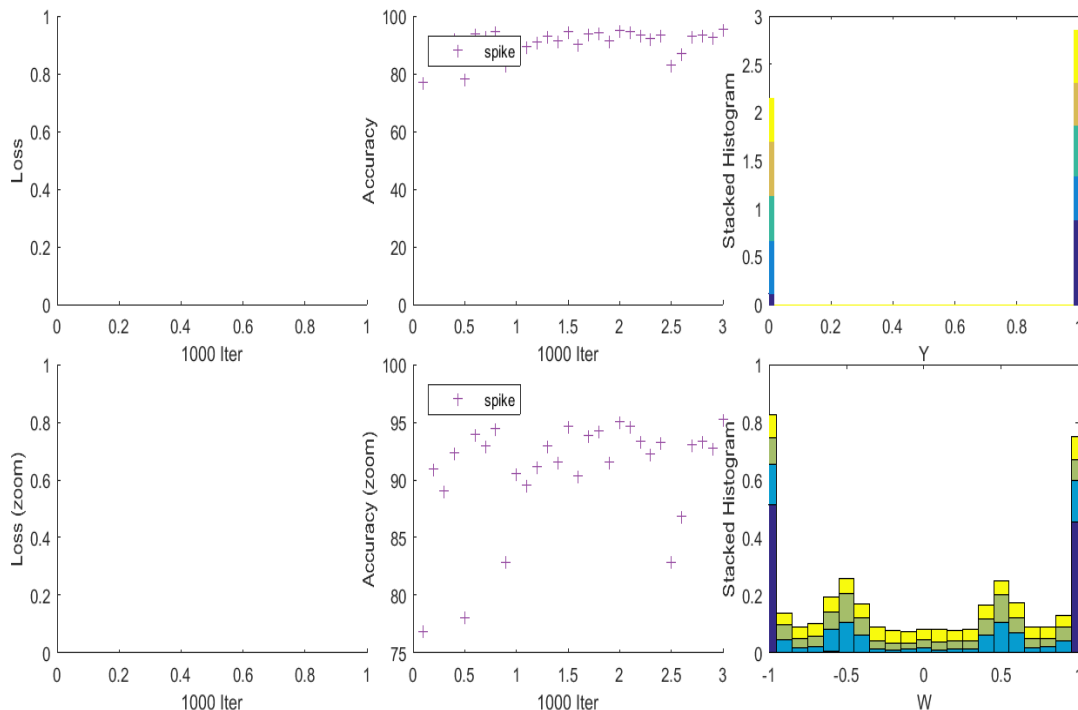 Loss
1
0.8
0.6
0.4
0.2
0
0 0.2 0.4 0.6 0.8 1
1000 Iter
Accuracy
100
80
60
40
20
0
spike
0 0.5 1 1.5 2 2.5 3
1000 Iter
Stacked Histogram
3
2.5
2
1.5
1
0.5
0
0 0.2 0.4 0.6 0.8 1
Y
Loss (zoom)
1
0.8
0.6
0.4
0.2
0
0 0.2 0.4 0.6 0.8 1
1000 Iter
Accuracy (zoom)
100
95
90
85
80
75
spike
0 0.5 1 1.5 2 2.5 3
1000 Iter
Stacked Histogram
1
0.8
0.6
0.4
0.2
0
-1 -0.5 0 0.5 1
W